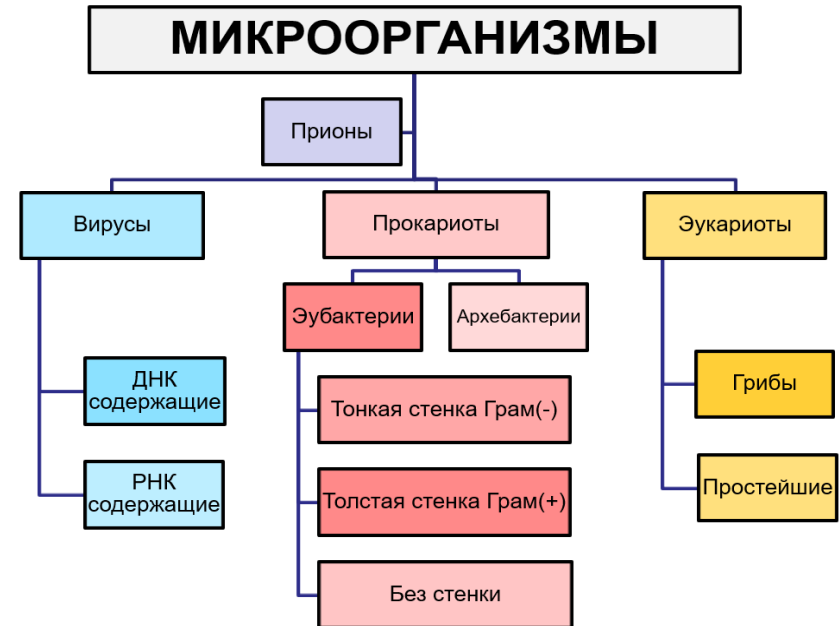 МИКРООРГАНИЗМЫ
Прионы
Вирусы
Прокариоты
Эукариоты
Эубактерии
Архебактерии
ДНК
содержащие
РНК
содержащие
Тонкая стенка Грам(-)
Толстая стенка Грам(+)
Без стенки
Грибы
Простейшие